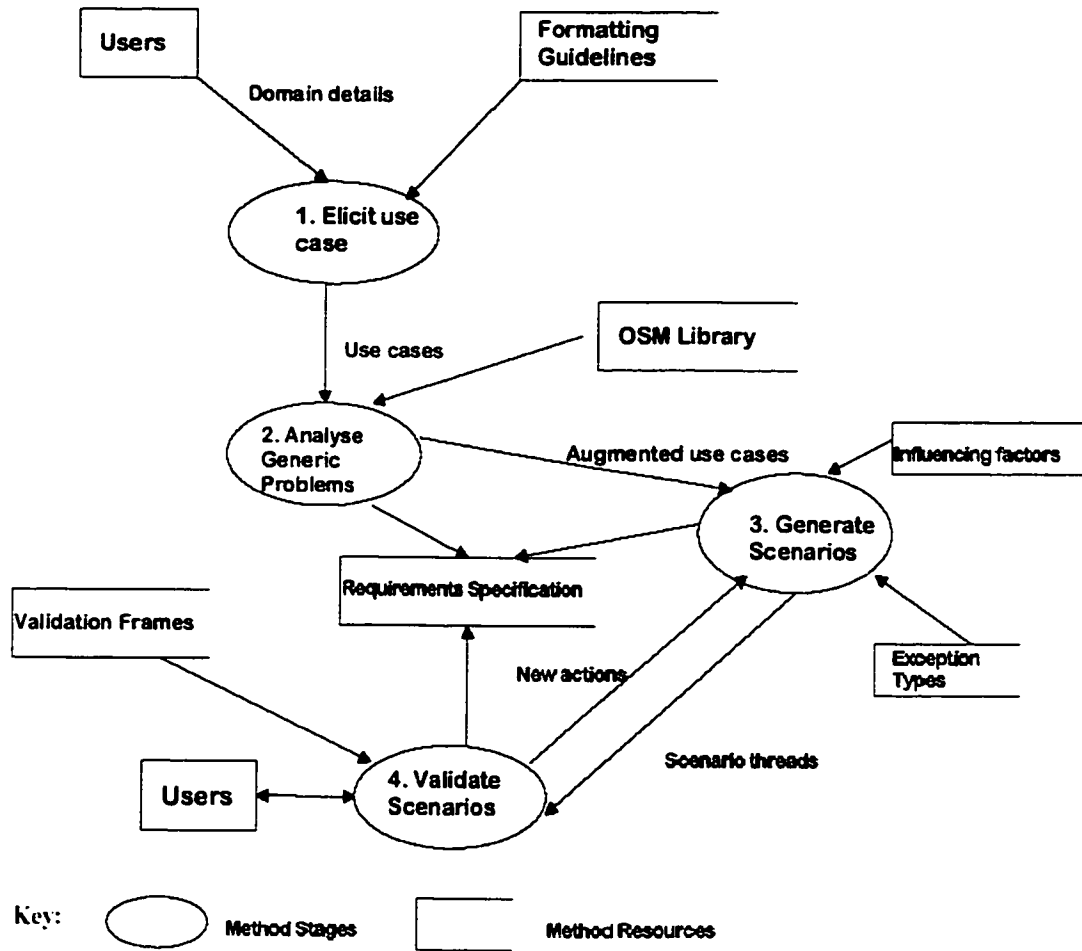 Users
Formatting
Guidelines
Domain details
1. Elicit use
case
Use cases
OSM Library
2. Analyse
Generic
Problems
Augmented use cases
Influencing factors
3. Generate
Scenarios
Requirements Specification
Validation Frames
New actions
Exception
Types
Scenario threads
4. Validate
Scenarios
Users
Key:
Method Stages
Method Resources